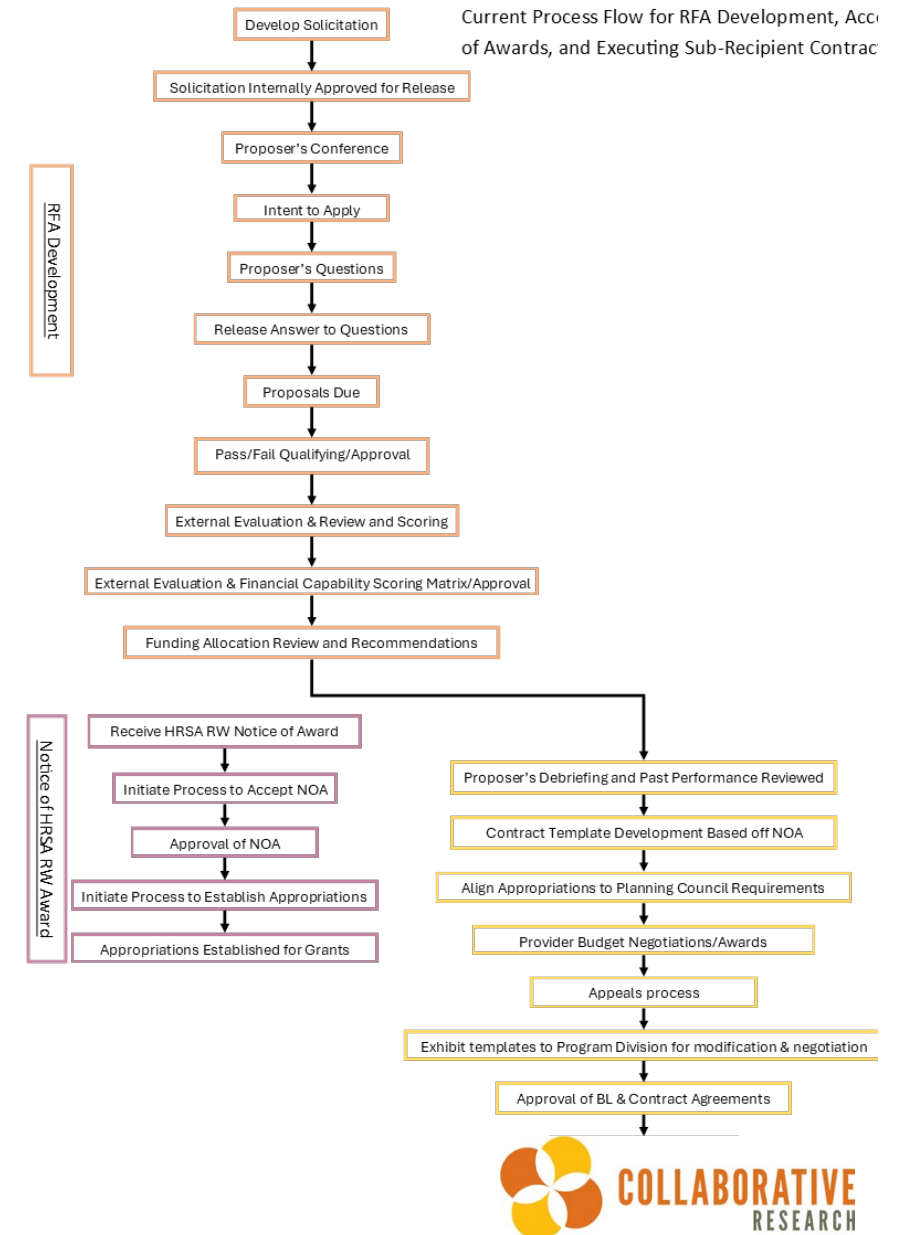 Current Process Flow for RFA Development, Acc
of Awards, and Executing Sub-Recipient Contrac
Develop Solicitation
Solicitation Internally Approved for Release
Proposer's Conference
Intent to Apply
Proposer's Questions
Release Answer to Questions
Proposals Due
Pass/Fail Qualifying/Approval
External Evaluation & Review and Scoring
External Evaluation & Financial Capability Scoring Matrix/Approval
Funding Allocation Review and Recommendations
RFA Development
Notice of HRSA RW Award
Receive HRSA RW Notice of Award
Initiate Process to Accept NOA
Approval of NOA
Initiate Process to Establish Appropriations
Appropriations Established for Grants
Proposer's Debriefing and Past Performance Reviewed
Contract Template Development Based off NOA
Align Appropriations to Planning Council Requirements
Provider Budget Negotiations/Awards
Appeals process
Exhibit templates to Program Division for modification & negotiation
Approval of BL & Contract Agreements
COLLABORATIVE
RESEARCH